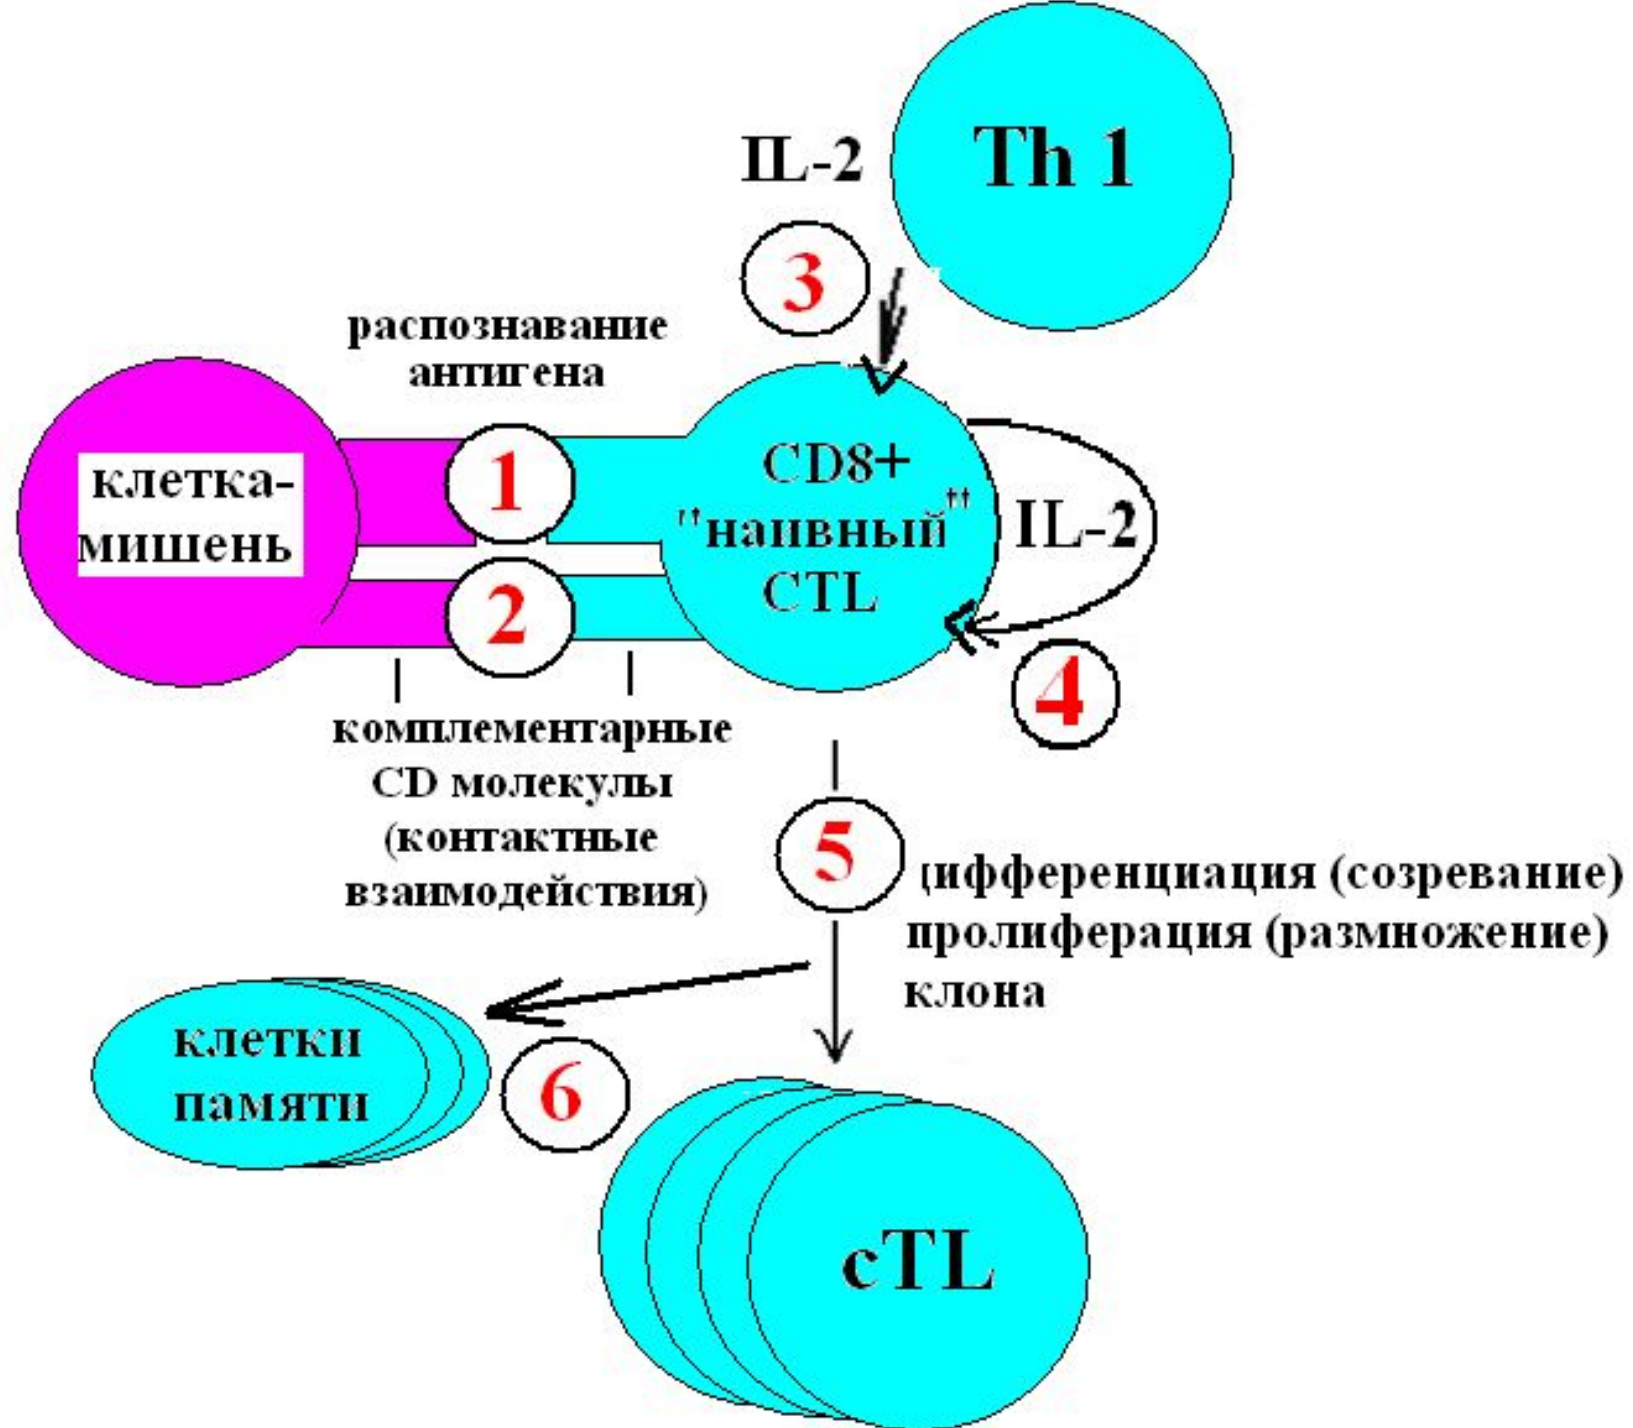 Th 1
IL-2
3
распознавание
антигена
клетка-
мишень
1
2
CD8+
"наивный"
CTL
IL-2
4
комплементарные
CD молекулы
(контактные
взаимодействия)
5
ифференциация (созревание)
пролиферация (размножение)
клона
клетки
памяти
6
cTL